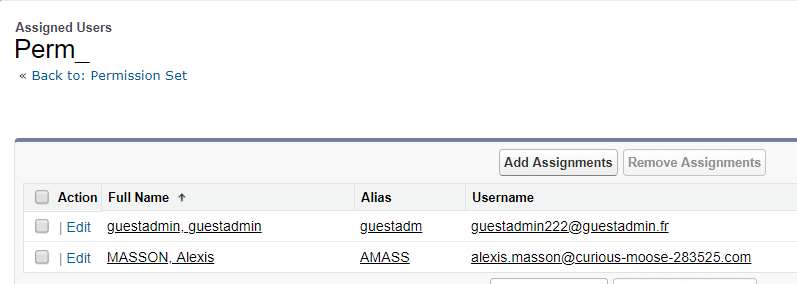 Assigned Users
Perm_
« Back to: Permission Set
Add Assignments Remove Assignments
Action Full Name ↑ Alias Username
| Edit guestadmin, guestadmin guestadm guestadmin222@guestadmin.fr
| Edit MASSON, Alexis AMASS alexis.masson@curious-moose-283525.com